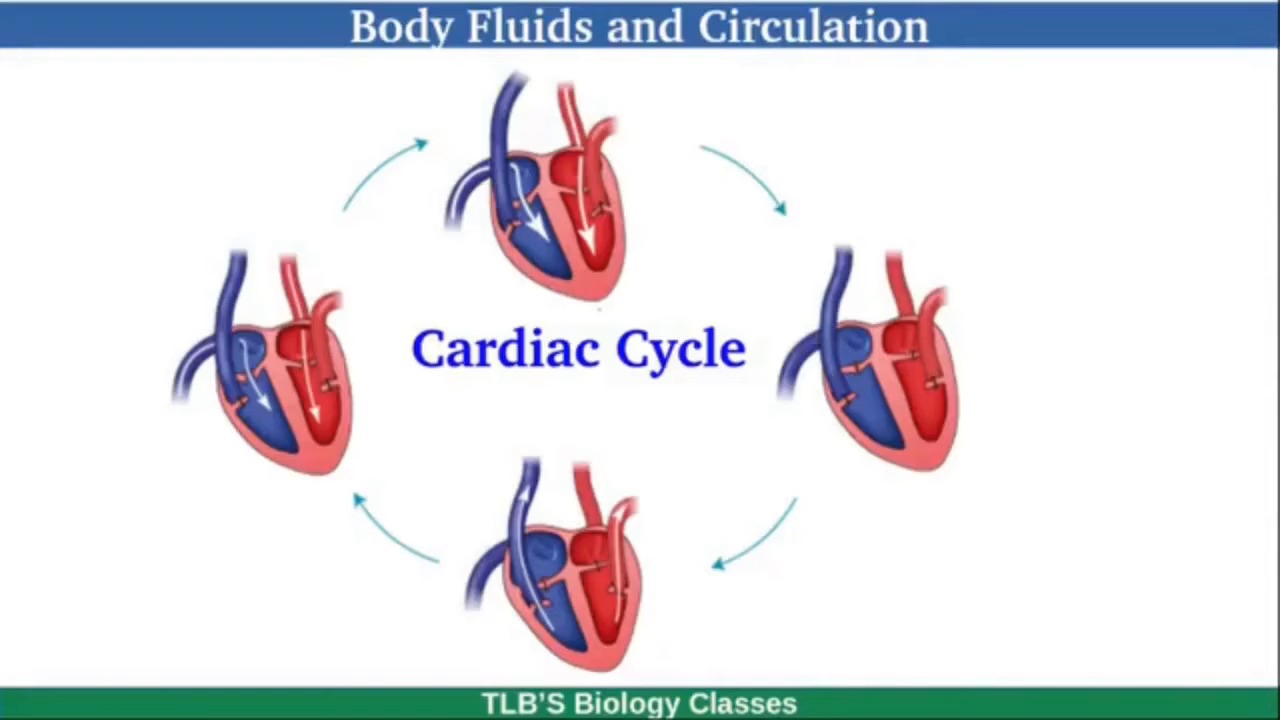 Body Fluids and Circulation
Cardiac Cycle
TLB'S Biology Classes